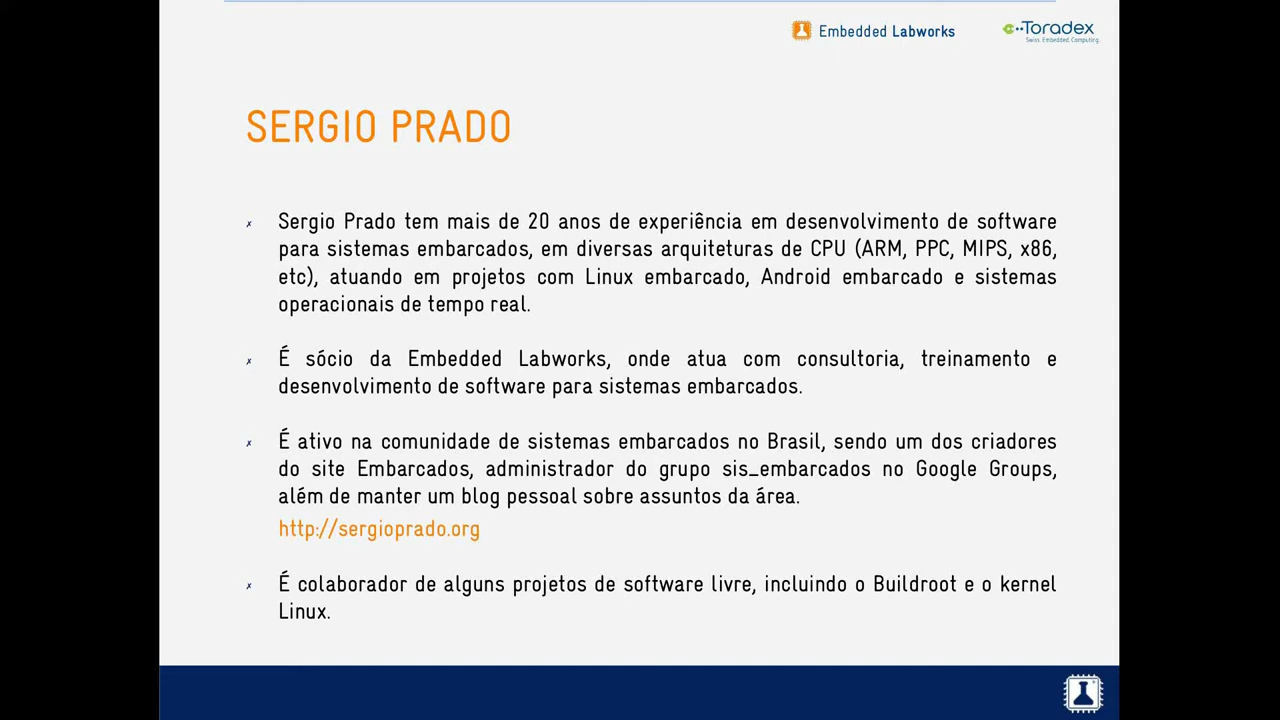 Embedded Labworks
Toradex
Swiss. Embedded. Computing.
SERGIO PRADO
Sergio Prado tem mais de 20 anos de experiência em desenvolvimento de software
para sistemas embarcados, em diversas arquiteturas de CPU (ARM, PPC, MIPS, x86,
etc), atuando em projetos com Linux embarcado, Android embarcado e sistemas
operacionais de tempo real.
É sócio da Embedded Labworks, onde atua com consultoria, treinamento e
desenvolvimento de software para sistemas embarcados.
É ativo na comunidade de sistemas embarcados no Brasil, sendo um dos criadores
do site Embarcados, administrador do grupo sis_embarcados no Google Groups,
além de manter um blog pessoal sobre assuntos da área.
http://sergioprado.org
É colaborador de alguns projetos de software livre, incluindo o Buildroot e o kernel
Linux.